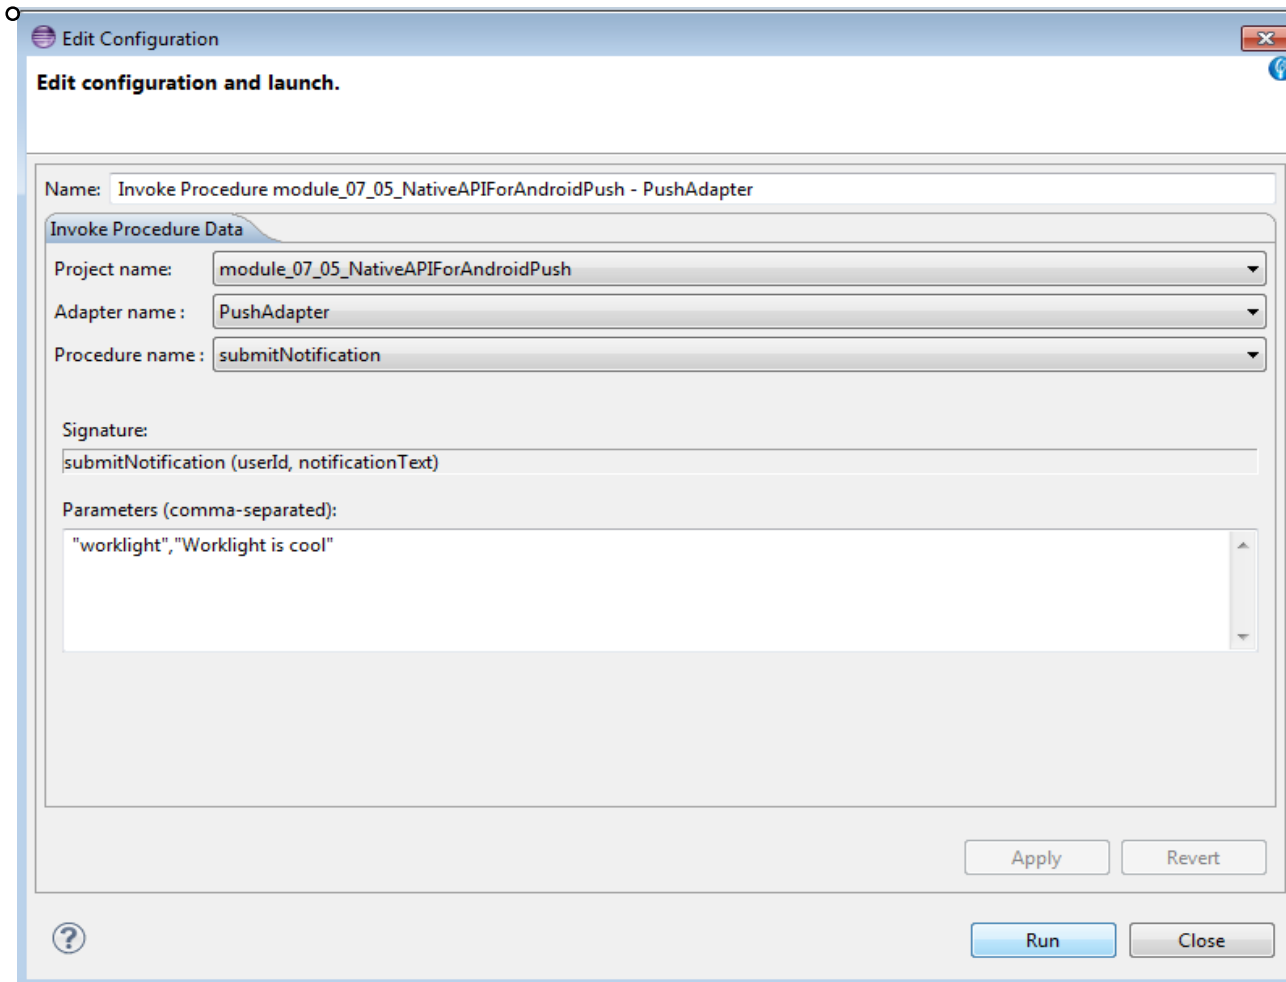 Edit Configuration
Edit configuration and launch.
Name: Invoke Procedure module_07_05_NativeAPIForAndroidPush - PushAdapter
Invoke Procedure Data
Project name: module_07_05_NativeAPIForAndroidPush
Adapter name : PushAdapter
Procedure name : submitNotification
Signature:
submitNotification (userId, notificationText)
Parameters (comma-separated):
"worklight","Worklight is cool"
Apply Revert
? Run Close